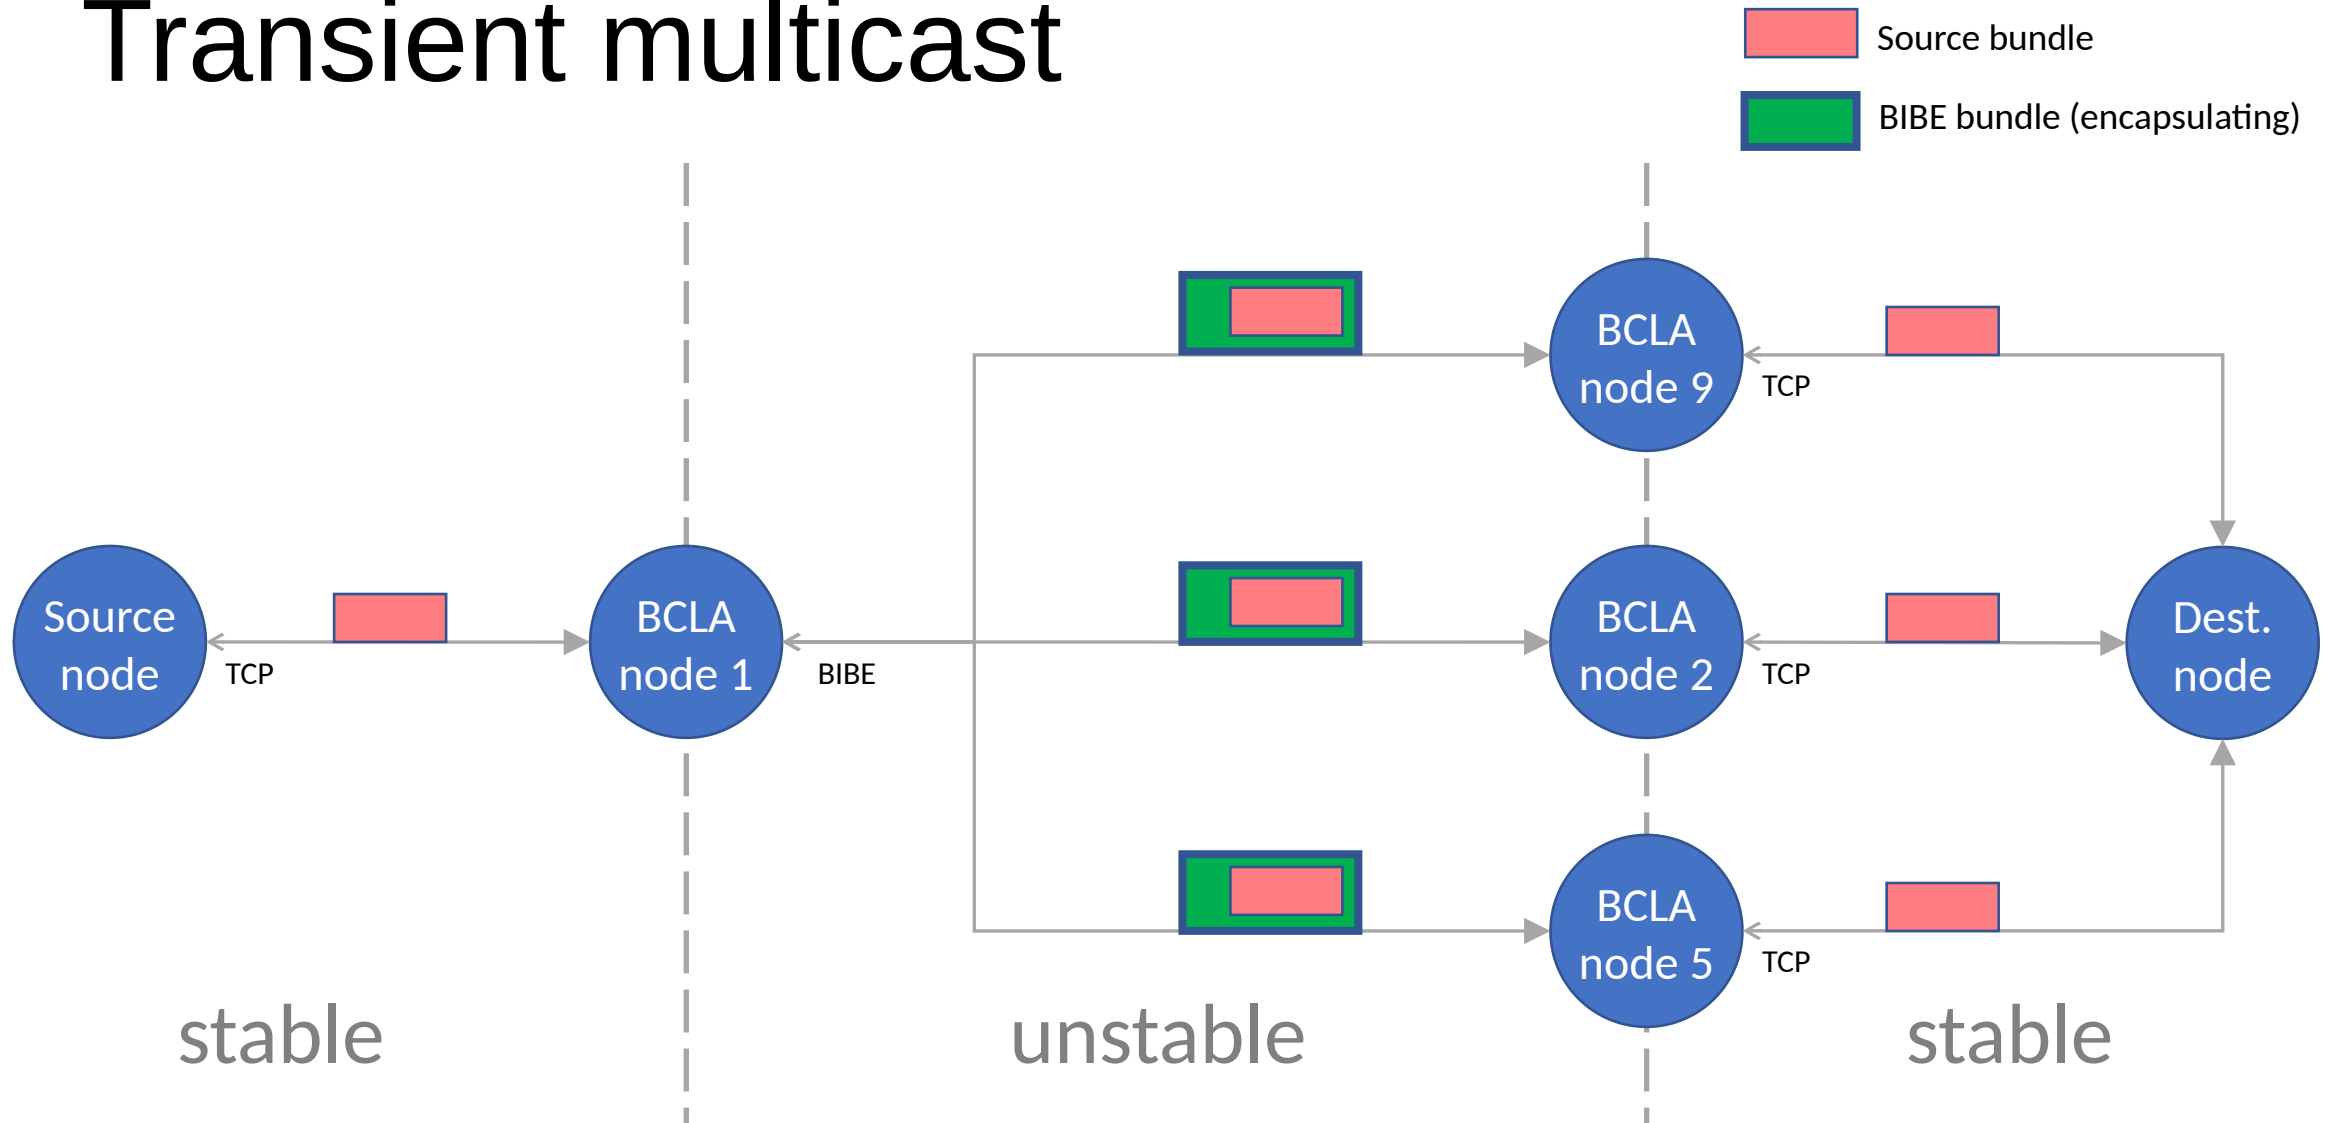 Transient multicast
Source bundle
BIBE bundle (encapsulating)
BCLA
node 9
TCP
Source
node
TCP
BCLA
node 1
BIBE
BCLA
node 2
TCP
Dest.
node
BCLA
node 5
TCP
stable
unstable
stable